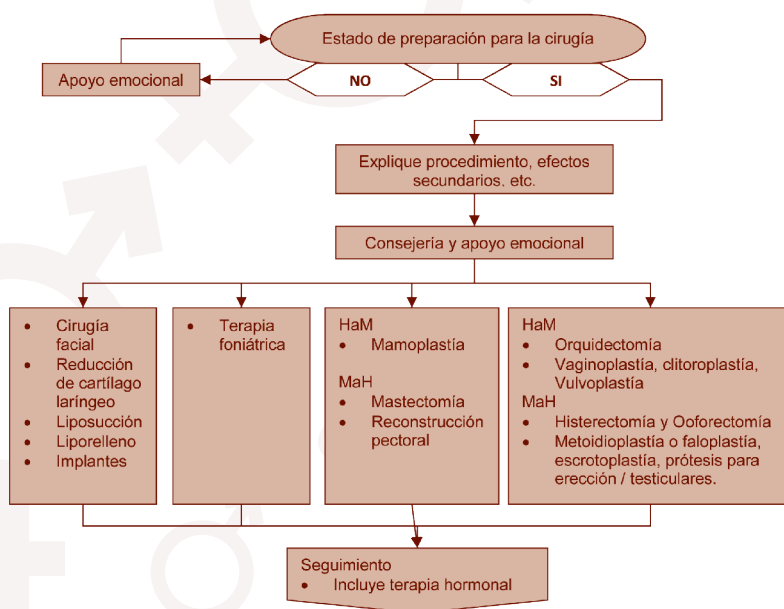 Estado de preparación para la cirugía
Apoyo emocional
NO
SI
Explique procedimiento, efectos
secundarios. etc.
Consejería y apoyo emocional
• Cirugía
facial
• Reducción
de cartílago
laríngeo
• Liposucción
• Liporelleno
• Implantes
• Terapia
foniátrica
HaM
• Mamoplastía
MaH
• Mastectomía
• Reconstrucción
pectoral
HaM
• Orquidectomía
• Vaginoplastía, clitoroplastía,
Vulvoplastía
MaH
• Histerectomía y Ooforectomía
• Metoidioplastía o faloplastía,
escrotoplastía, prótesis para
erección / testiculares.
Seguimiento
• Incluye terapia hormonal